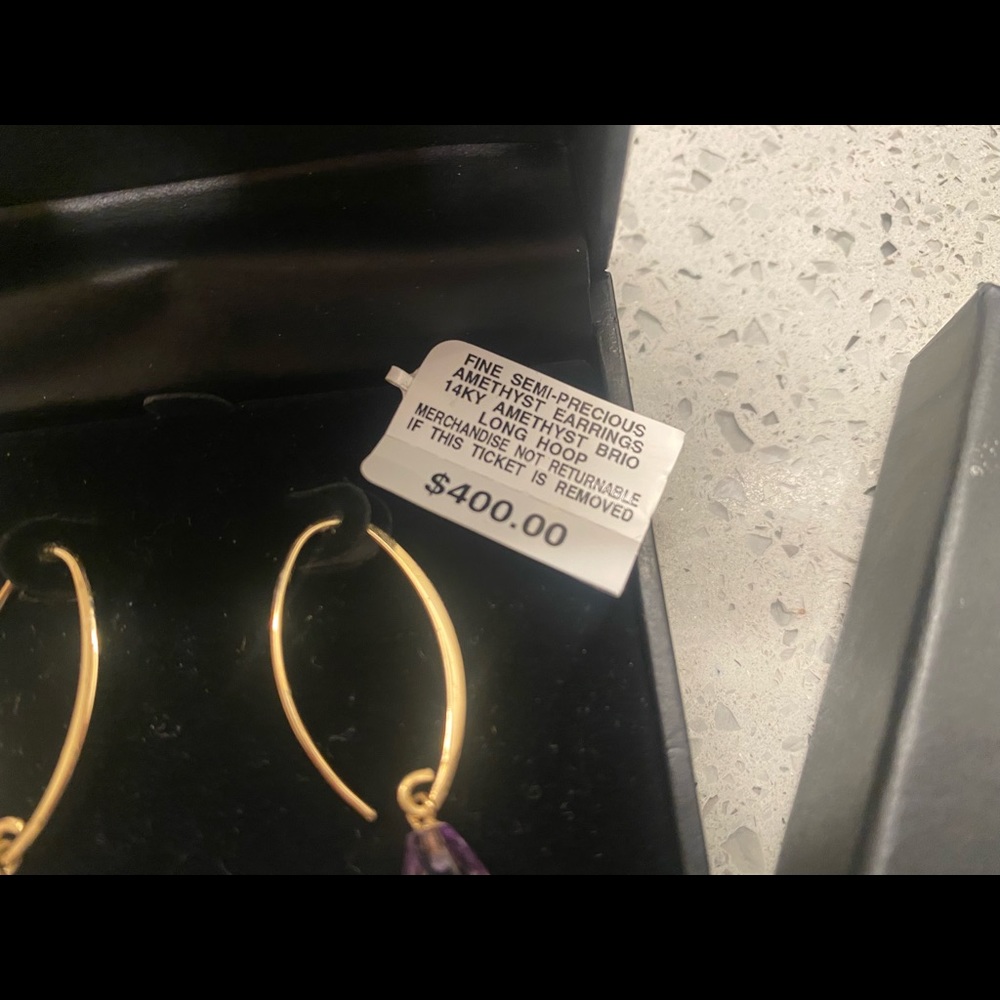 FINE SEMI-PRECIOUS
AMETHYST EARRINGS
14KY AMETHYST BRIO
LONG HOOP
MERCHANDISE NOT RETURNABLE
IF THIS TICKET IS REMOVED
$400.00